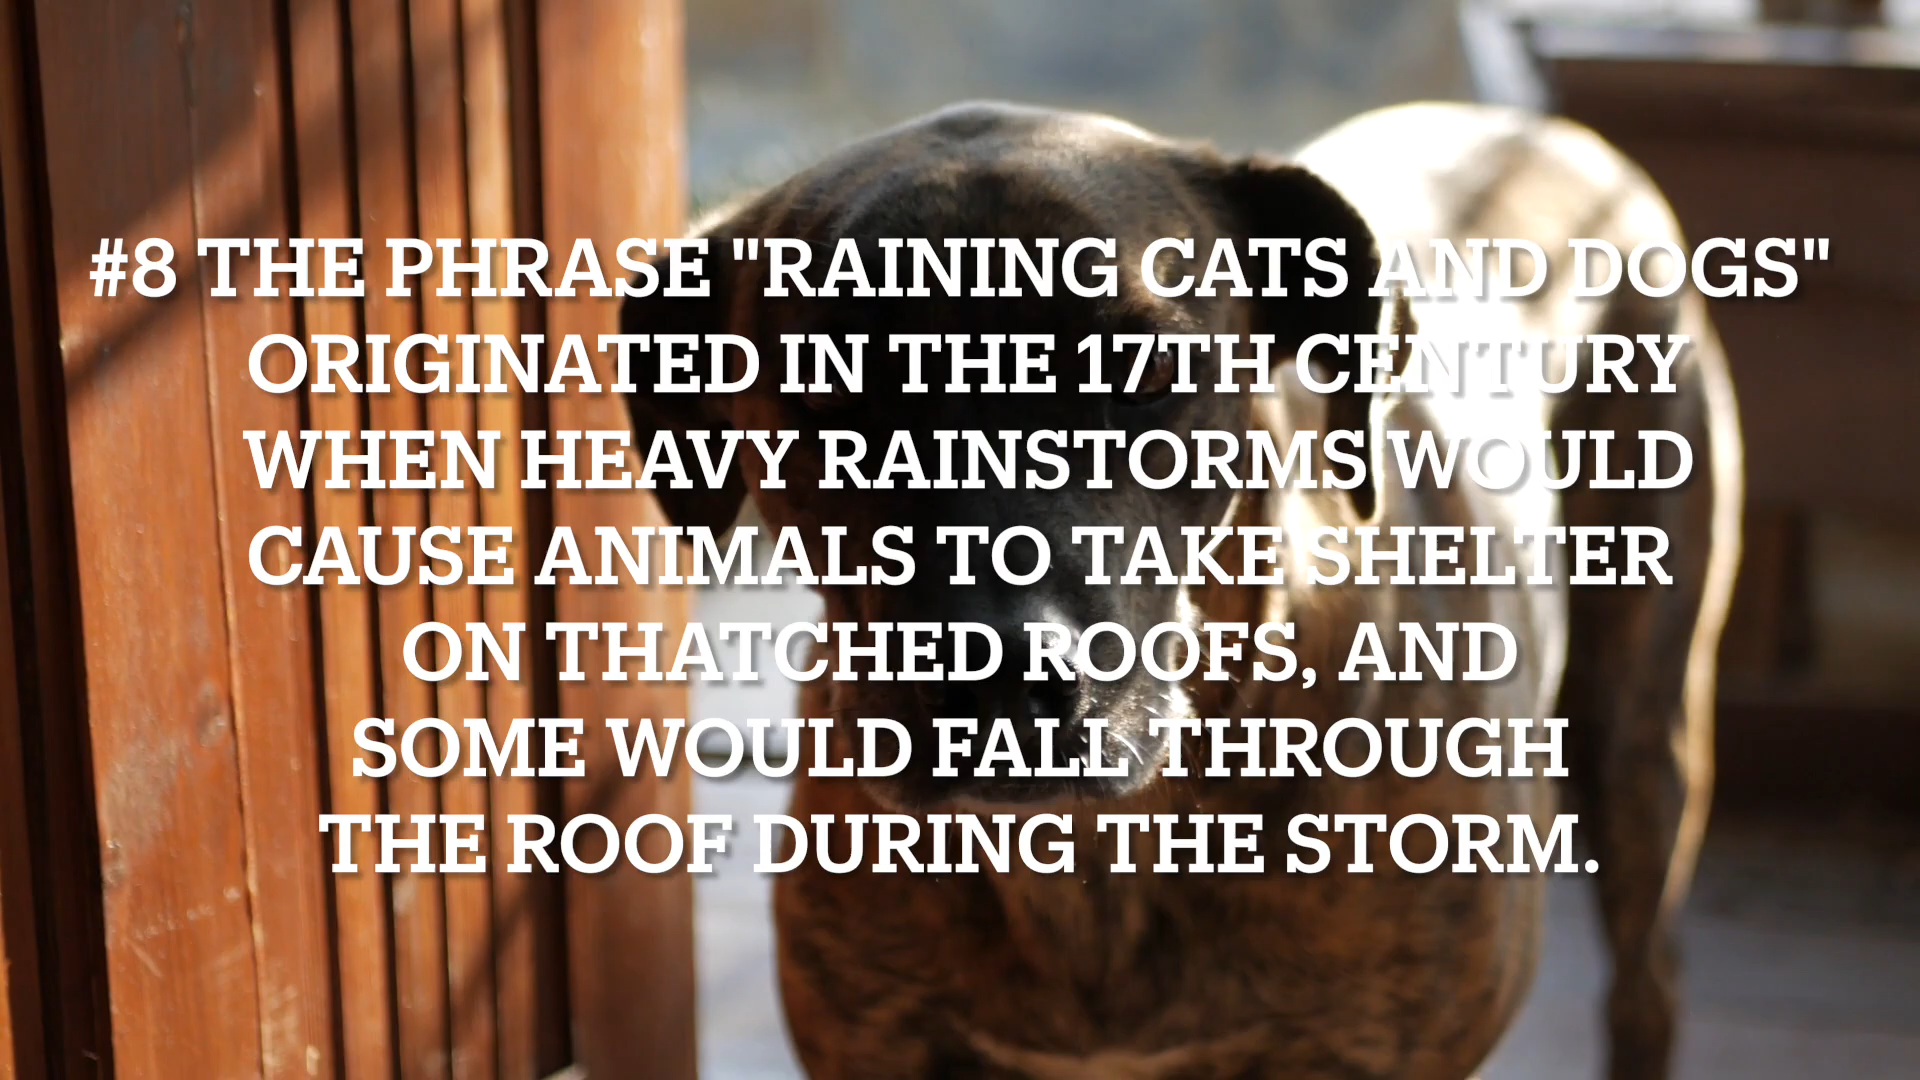 #8 THE PHRASE "RAINING CATS AND DOGS"
ORIGINATED IN THE 17TH CENTURY
WHEN HEAVY RAINSTORMS WOULD
CAUSE ANIMALS TO TAKE SHELTER
ON THATCHED ROOFS, AND
SOME WOULD FALL THROUGH
THE ROOF DURING THE STORM.